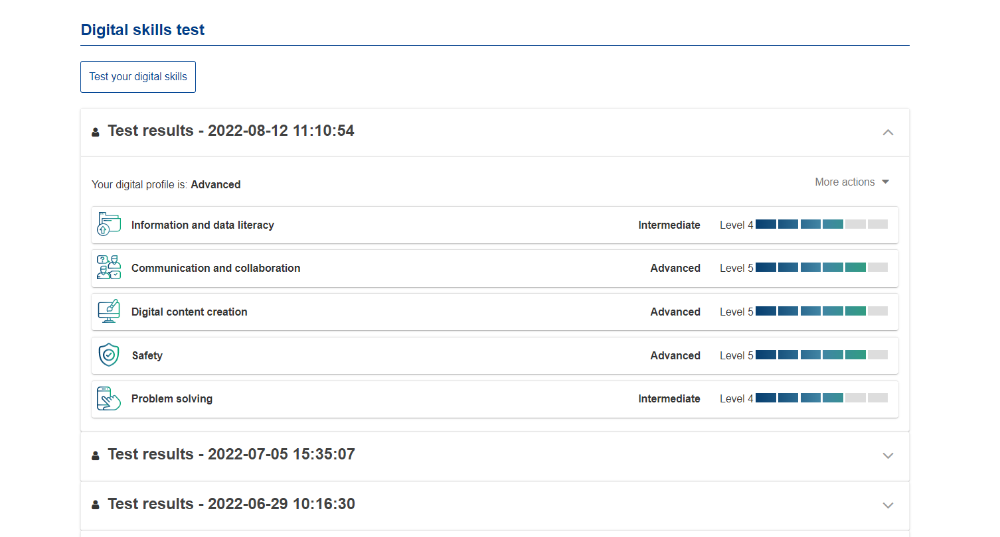 Digital skills test
Test your digital skills
Test results - 2022-08-12 11:10:54
Your digital profile is: Advanced
More actions
Information and data literacy Intermediate Level 4
Communication and collaboration Advanced Level 5
Digital content creation Advanced Level 5
Safety Advanced Level 5
Problem solving Intermediate Level 4
Test results - 2022-07-05 15:35:07
Test results - 2022-06-29 10:16:30